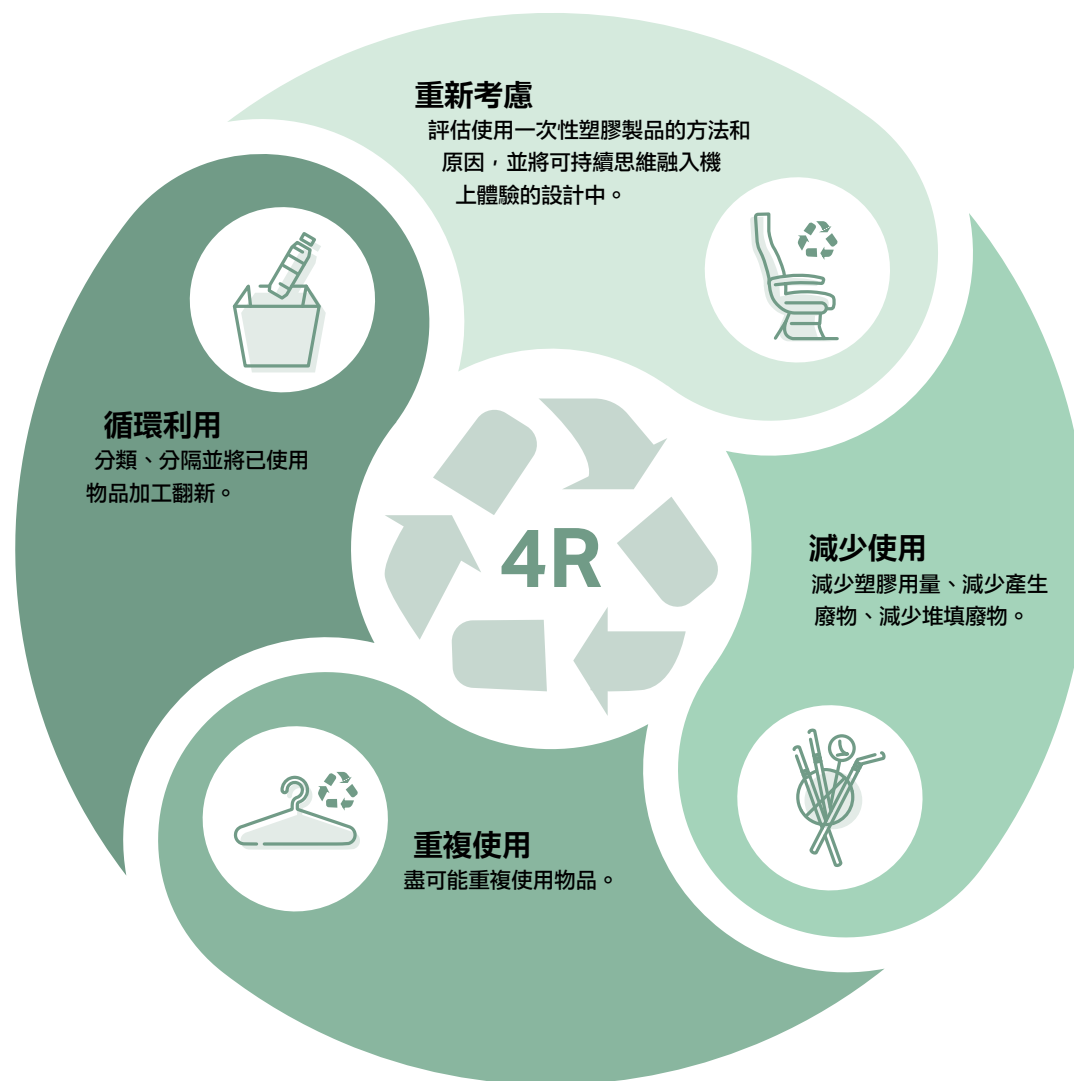 重新考慮
評估使用一次性塑膠製品的方法和
原因，並將可持續思維融入機
上體驗的設計中。
循環利用
分類、分隔並將已使用
物品加工翻新。
4R
減少使用
減少塑膠用量、減少產生
廢物、減少堆填廢物。
重複使用
盡可能重複使用物品。